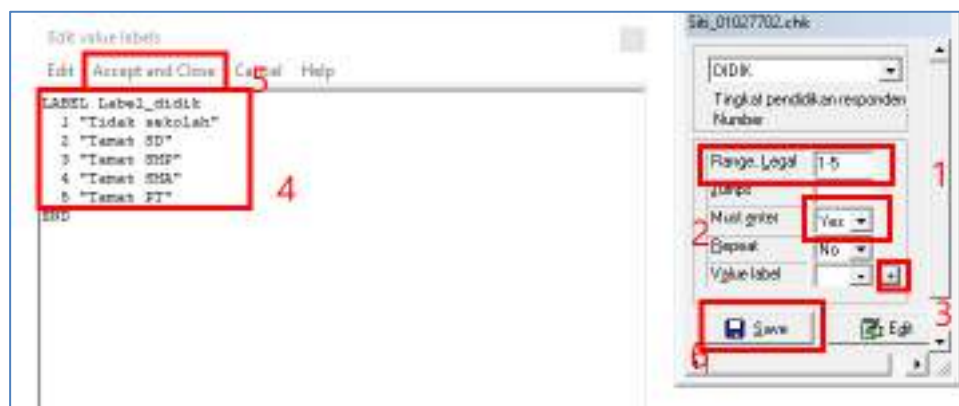 Edit value labels
Edit Accept and Close Cancel Help
5
LABEL Label_didik
1 "Tidak sekolah"
2 "Tamat SD"
3 "Tamat SMP"
4 "Tamat SMA"
5 "Tamat PT"
END
4
Siti_01027702.chk
DIDIK
Tingkat pendidikan responden
Number
Range, Legal 1-5
1
Jumps
Must enter Yes
2
Repeat No
Value label +
3
Save Edit
6